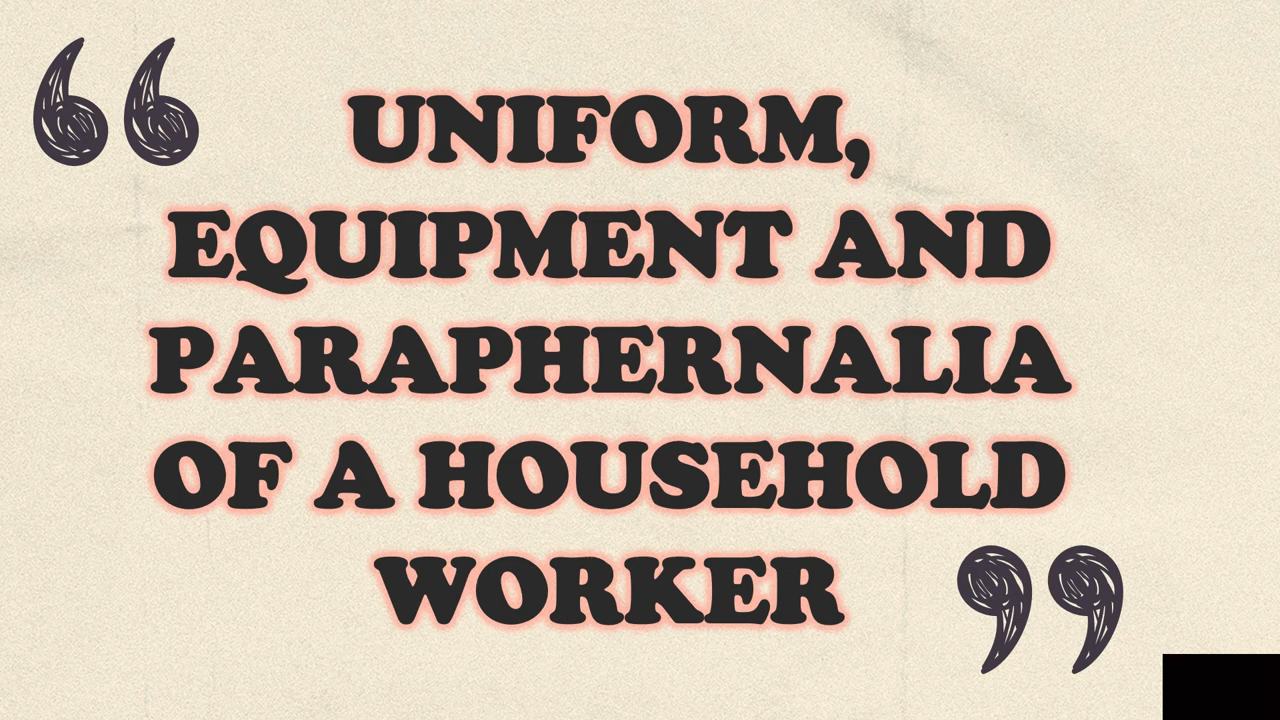 “UNIFORM,
EQUIPMENT AND
PARAPHERNALIA
OF A HOUSEHOLD
WORKER”